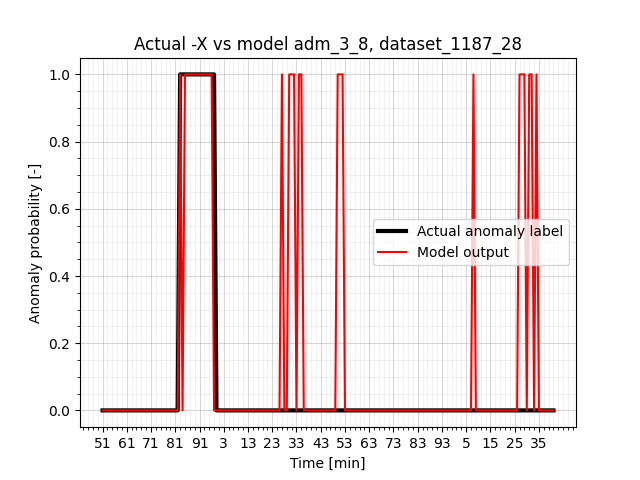 Actual -X vs model adm_3_8, dataset_1187_28
Anomaly probability [-]
1.0
0.8
0.6
0.4
0.2
0.0
Actual anomaly label
Model output
51 61 71 81 91 3 13 23 33 43 53 63 73 83 93 5 15 25 35
Time [min]